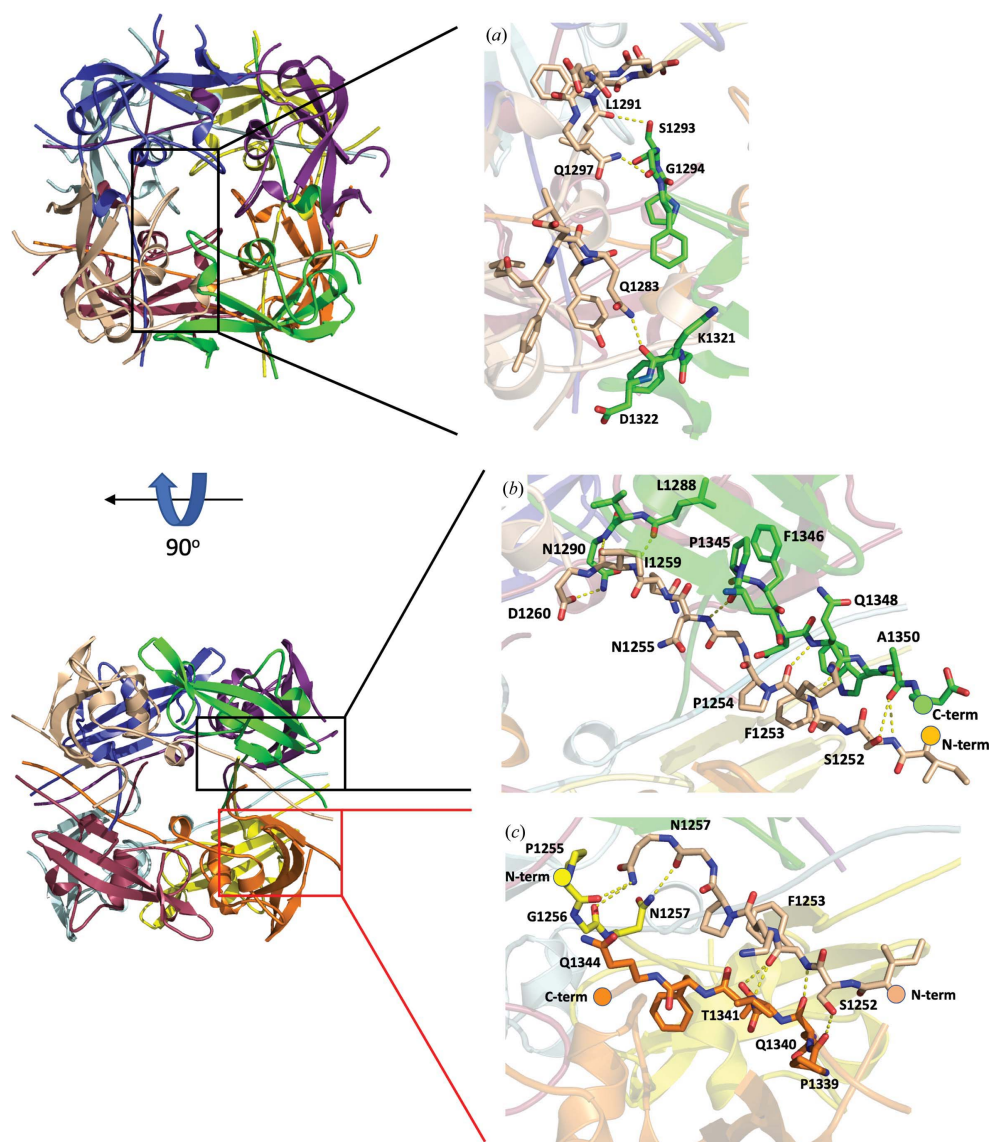 (a)
L1291
S1293
Q1297
G1294
Q1283
K1321
D1322
90°
(b)
L1288
N1290
P1345
F1346
I1259
D1260
Q1348
N1255
A1350
P1254
C-term
F1253
N-term
S1252
(c)
N1257
P1255
N-term
F1253
G1256
N1257
Q1344
C-term
N-term
S1252
T1341
Q1340
P1339